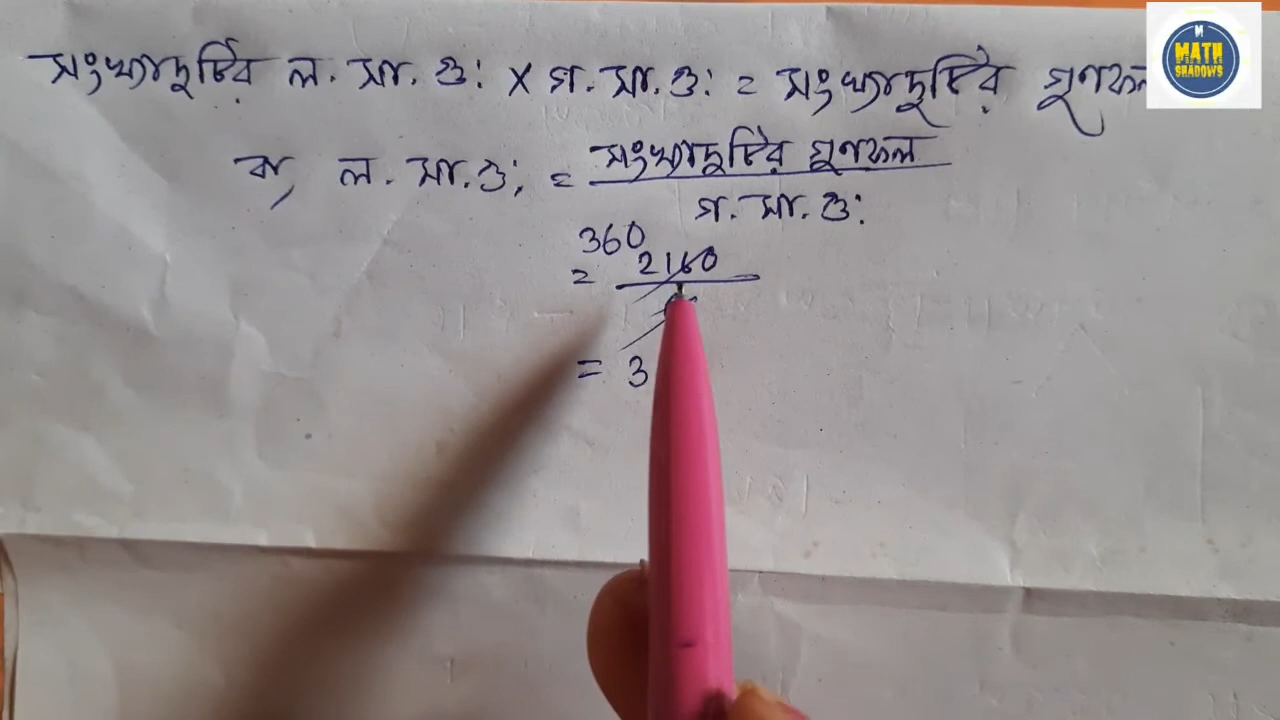 সংখ্যাদুটির ল. সা. গু: × গ. সা. গু: = সংখ্যাদুটির গুণফল
বা, ল. সা. গু: = সংখ্যাদুটির গুণফল
গ. সা. গু:
360
= 2160
= 3
M
MATH
SHADOWS